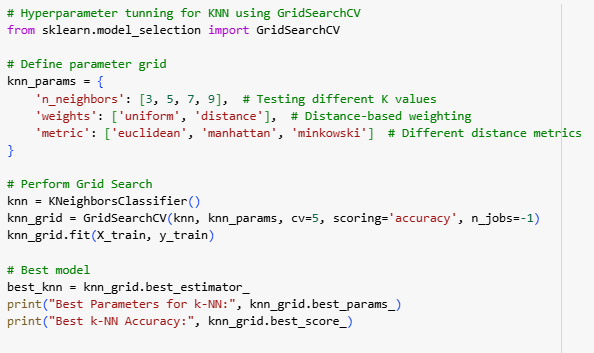 # Hyperparameter tunning for KNN using GridSearchCV
from sklearn.model_selection import GridSearchCV

# Define parameter grid
knn_params = {
    'n_neighbors': [3, 5, 7, 9],  # Testing different K values
    'weights': ['uniform', 'distance'],  # Distance-based weighting
    'metric': ['euclidean', 'manhattan', 'minkowski']  # Different distance metrics
}

# Perform Grid Search
knn = KNeighborsClassifier()
knn_grid = GridSearchCV(knn, knn_params, cv=5, scoring='accuracy', n_jobs=-1)
knn_grid.fit(X_train, y_train)

# Best model
best_knn = knn_grid.best_estimator_
print("Best Parameters for k-NN:", knn_grid.best_params_)
print("Best k-NN Accuracy:", knn_grid.best_score_)